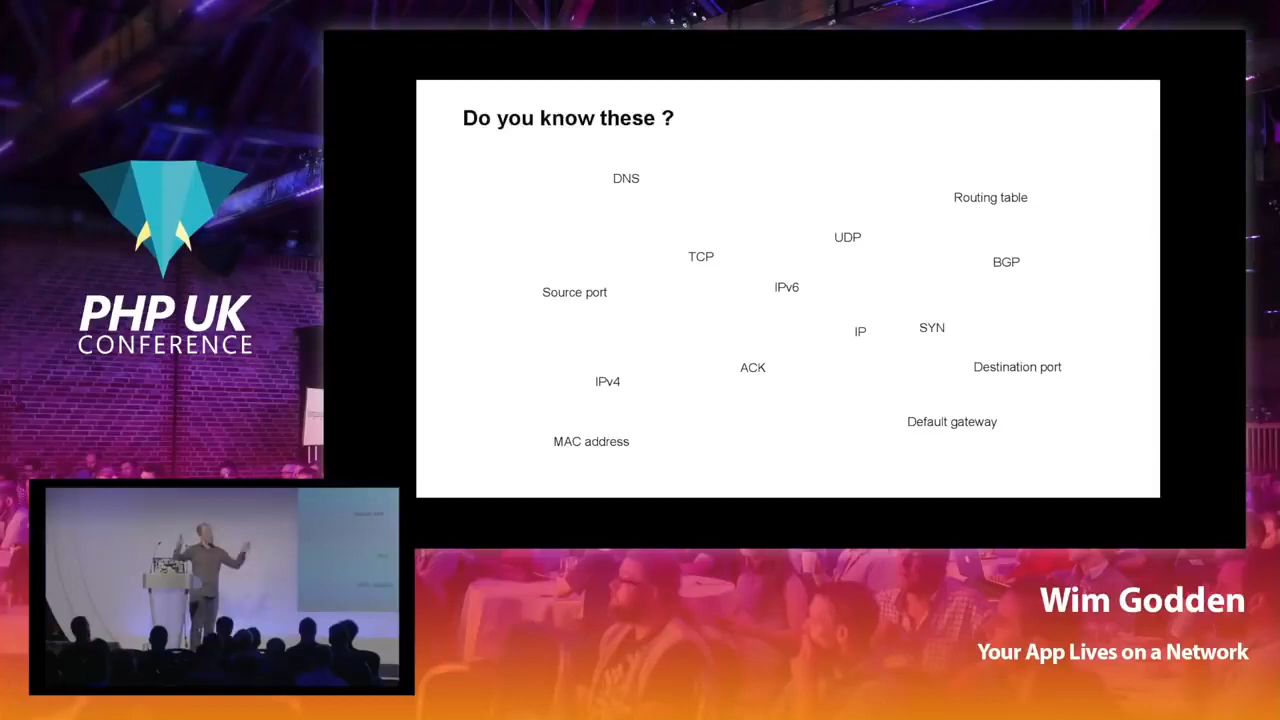 Do you know these ?
DNS
Routing table
UDP
TCP
BGP
IPv6
Source port
SYN
IP
ACK
Destination port
IPv4
Default gateway
MAC address
PHP UK
CONFERENCE
Wim Godden
Your App Lives on a Network